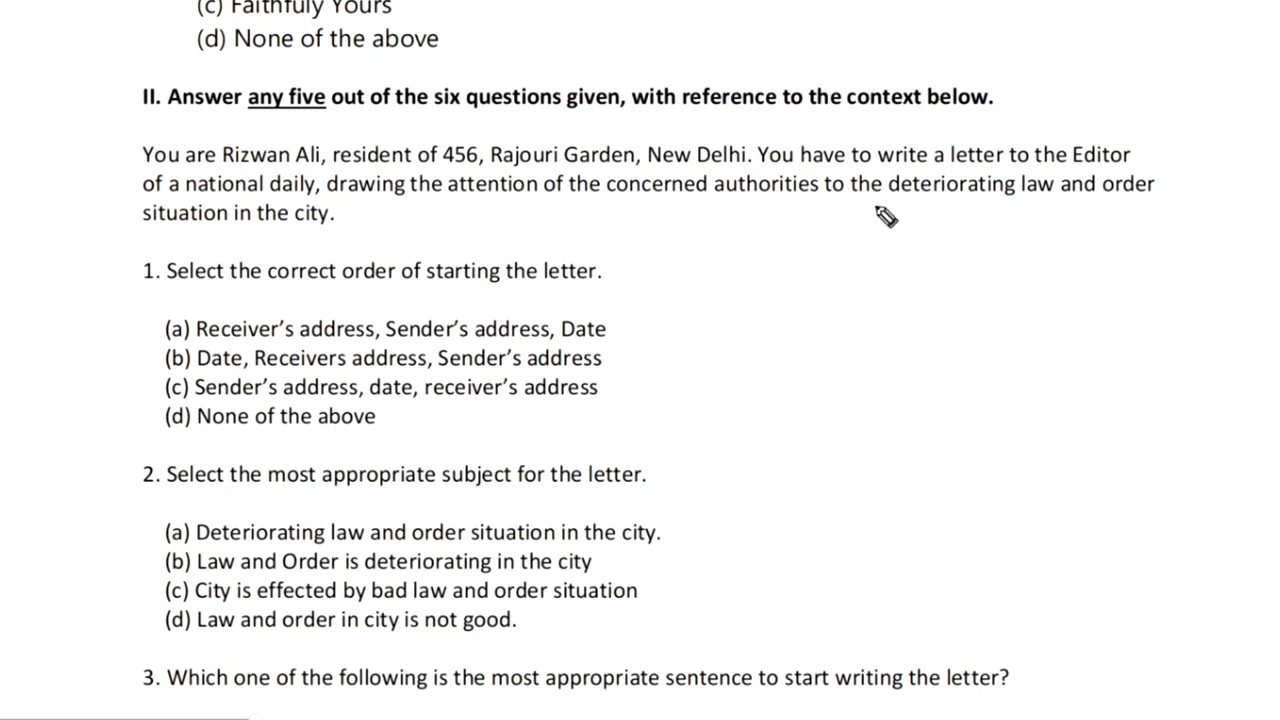 (c) Faithfuly Yours
(d) None of the above
II. Answer any five out of the six questions given, with reference to the context below.
You are Rizwan Ali, resident of 456, Rajouri Garden, New Delhi. You have to write a letter to the Editor
of a national daily, drawing the attention of the concerned authorities to the deteriorating law and order
situation in the city.
1. Select the correct order of starting the letter.
(a) Receiver’s address, Sender’s address, Date
(b) Date, Receivers address, Sender’s address
(c) Sender’s address, date, receiver’s address
(d) None of the above
2. Select the most appropriate subject for the letter.
(a) Deteriorating law and order situation in the city.
(b) Law and Order is deteriorating in the city
(c) City is effected by bad law and order situation
(d) Law and order in city is not good.
3. Which one of the following is the most appropriate sentence to start writing the letter?